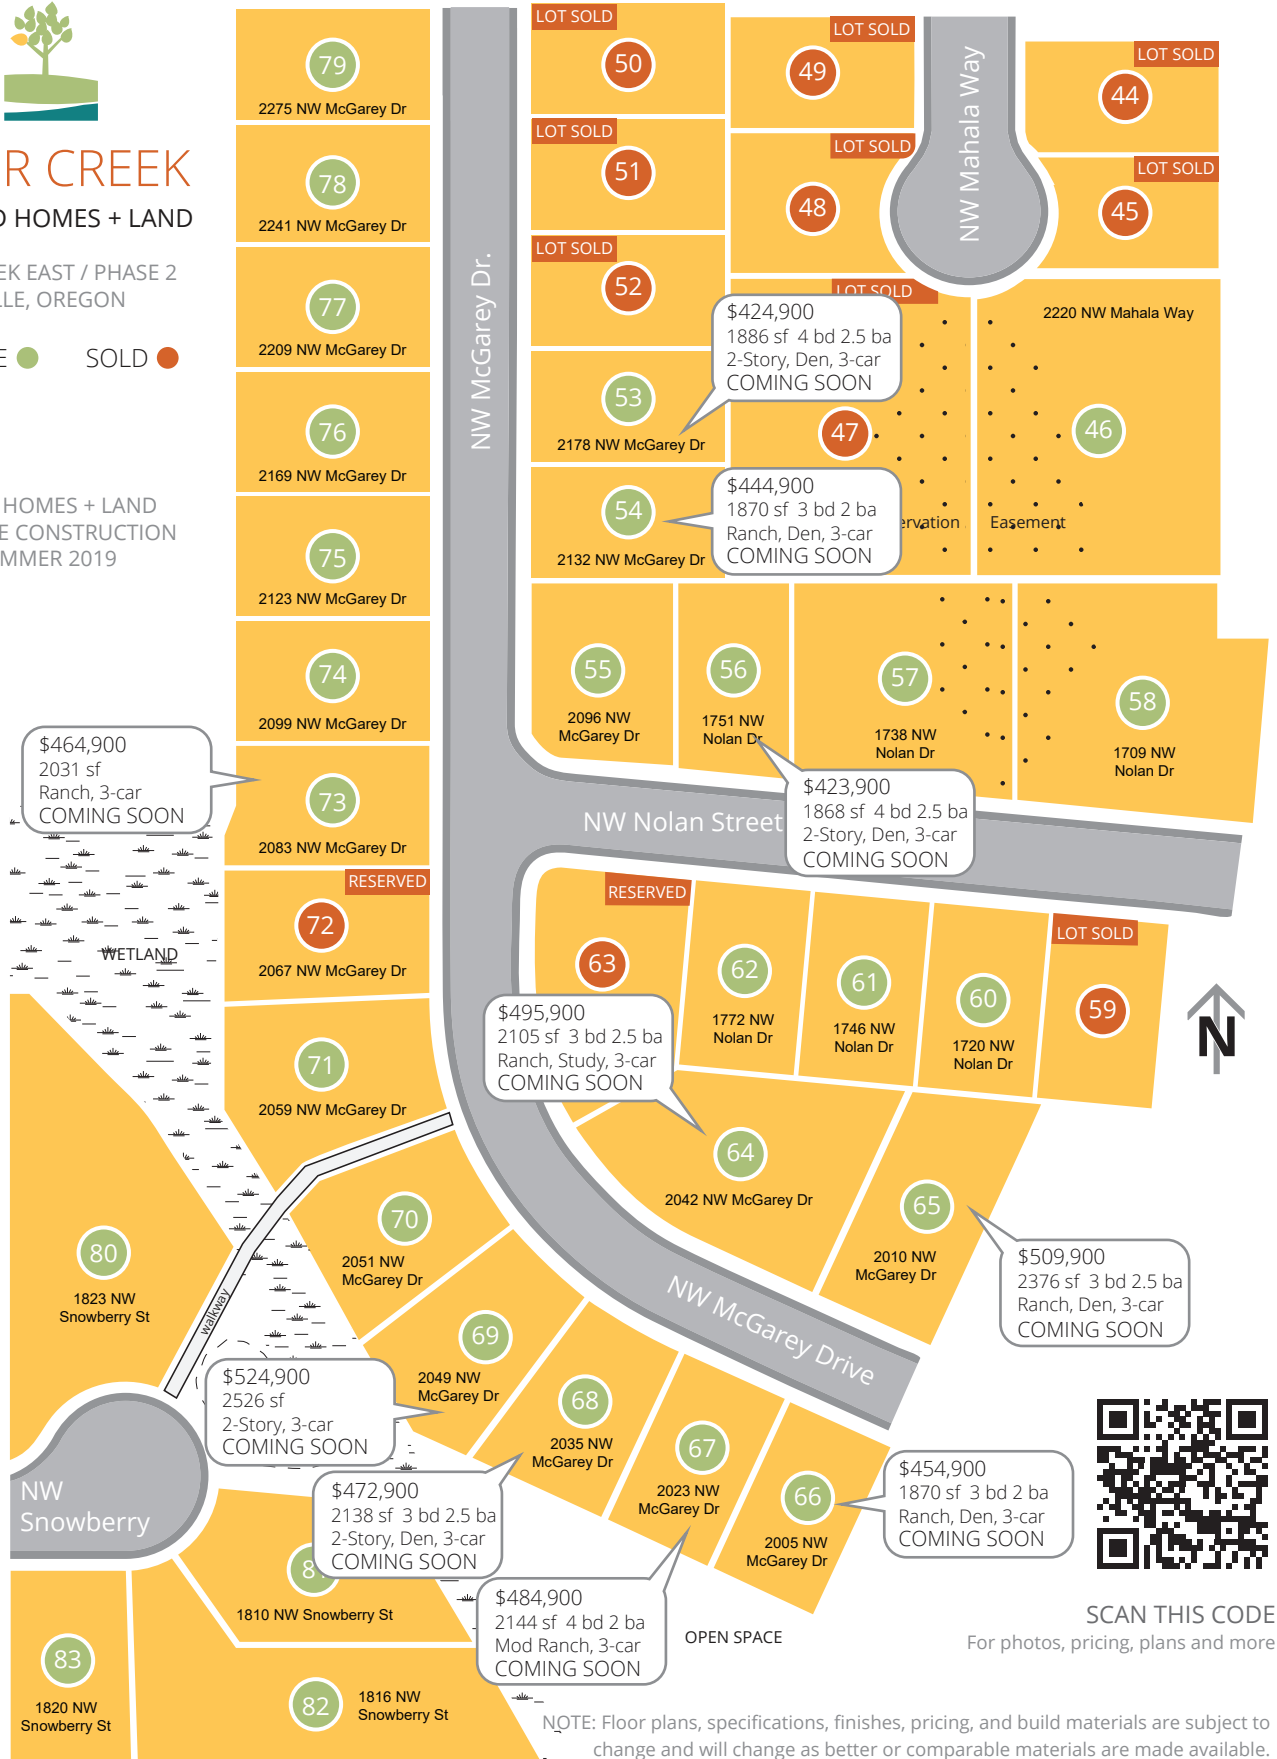 R CREEK
HOMES + LAND
EK EAST / PHASE 2
LLE, OREGON
E
SOLD
HOMES + LAND
E CONSTRUCTION
MMER 2019
79
2275 NW McGarey Dr
78
2241 NW McGarey Dr
77
2209 NW McGarey Dr
76
2169 NW McGarey Dr
75
2123 NW McGarey Dr
74
2099 NW McGarey Dr
$464,900
2031 sf
Ranch, 3-car
COMING SOON
73
2083 NW McGarey Dr
RESERVED
72
2067 NW McGarey Dr
WETLAND
71
2059 NW McGarey Dr
NW McGarey Dr.
LOT SOLD
50
LOT SOLD
51
LOT SOLD
52
53
2178 NW McGarey Dr
54
2132 NW McGarey Dr
LOT SOLD
49
LOT SOLD
48
NW Mahala Way
LOT SOLD
44
LOT SOLD
45
LOT SOLD
47
$424,900
1886 sf 4 bd 2.5 ba
2-Story, Den, 3-car
COMING SOON
$444,900
1870 sf 3 bd 2 ba
Ranch, Den, 3-car
COMING SOON
2220 NW Mahala Way
46
ervation
Easement
55
2096 NW
McGarey Dr
56
1751 NW
Nolan Dr
57
1738 NW
Nolan Dr
58
1709 NW
Nolan Dr
$423,900
1868 sf 4 bd 2.5 ba
2-Story, Den, 3-car
COMING SOON
NW Nolan Street
RESERVED
63
62
1772 NW
Nolan Dr
61
1746 NW
Nolan Dr
60
1720 NW
Nolan Dr
LOT SOLD
59
N
$495,900
2105 sf 3 bd 2.5 ba
Ranch, Study, 3-car
COMING SOON
64
2042 NW McGarey Dr
65
2010 NW
McGarey Dr
$509,900
2376 sf 3 bd 2.5 ba
Ranch, Den, 3-car
COMING SOON
NW McGarey Drive
80
1823 NW
Snowberry St
walkway
70
2051 NW
McGarey Dr
69
2049 NW
McGarey Dr
$524,900
2526 sf
2-Story, 3-car
COMING SOON
68
2035 NW
McGarey Dr
67
2023 NW
McGarey Dr
66
2005 NW
McGarey Dr
$454,900
1870 sf 3 bd 2 ba
Ranch, Den, 3-car
COMING SOON
$472,900
2138 sf 3 bd 2.5 ba
2-Story, Den, 3-car
COMING SOON
NW
Snowberry
81
1810 NW Snowberry St
$484,900
2144 sf 4 bd 2 ba
Mod Ranch, 3-car
COMING SOON
OPEN SPACE
83
1820 NW
Snowberry St
82
1816 NW
Snowberry St
SCAN THIS CODE
For photos, pricing, plans and more
NOTE: Floor plans, specifications, finishes, pricing, and build materials are subject to
change and will change as better or comparable materials are made available.